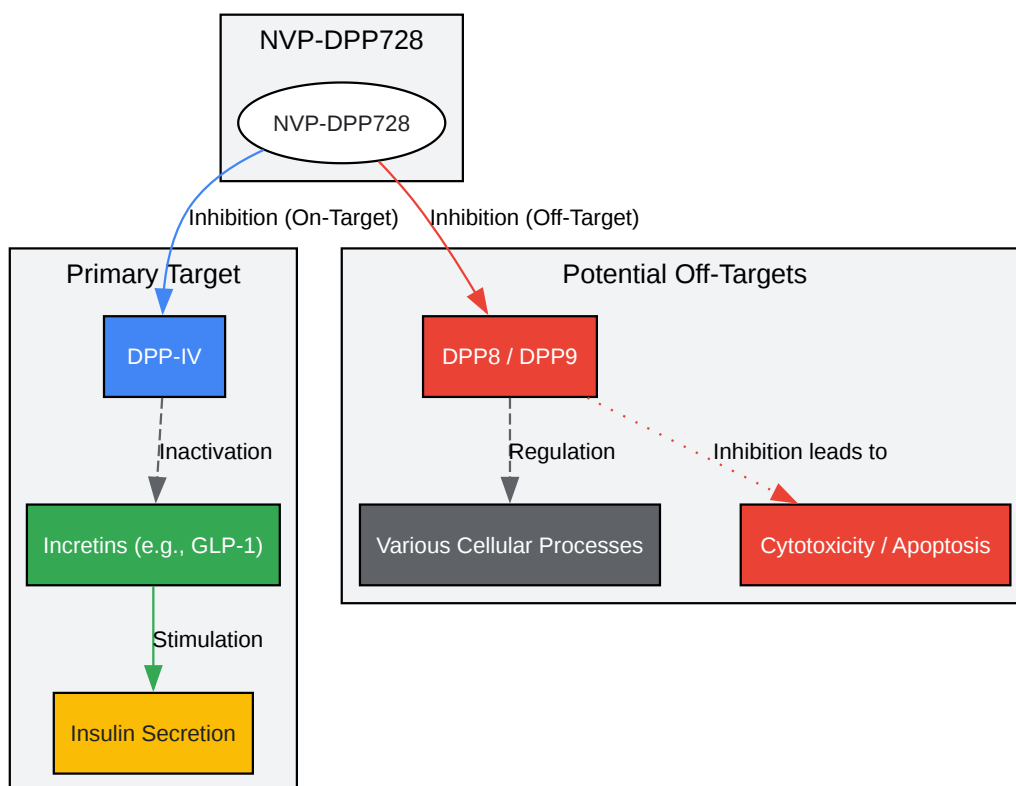 NVP-DPP728
NVP-DPP728
Inhibition (On-Target)
Inhibition (Off-Target)
Primary Target
Potential Off-Targets
DPP-IV
DPP8 / DPP9
Inactivation
Regulation
Inhibition leads to
Incretins (e.g., GLP-1)
Various Cellular Processes
Cytotoxicity / Apoptosis
Stimulation
Insulin Secretion